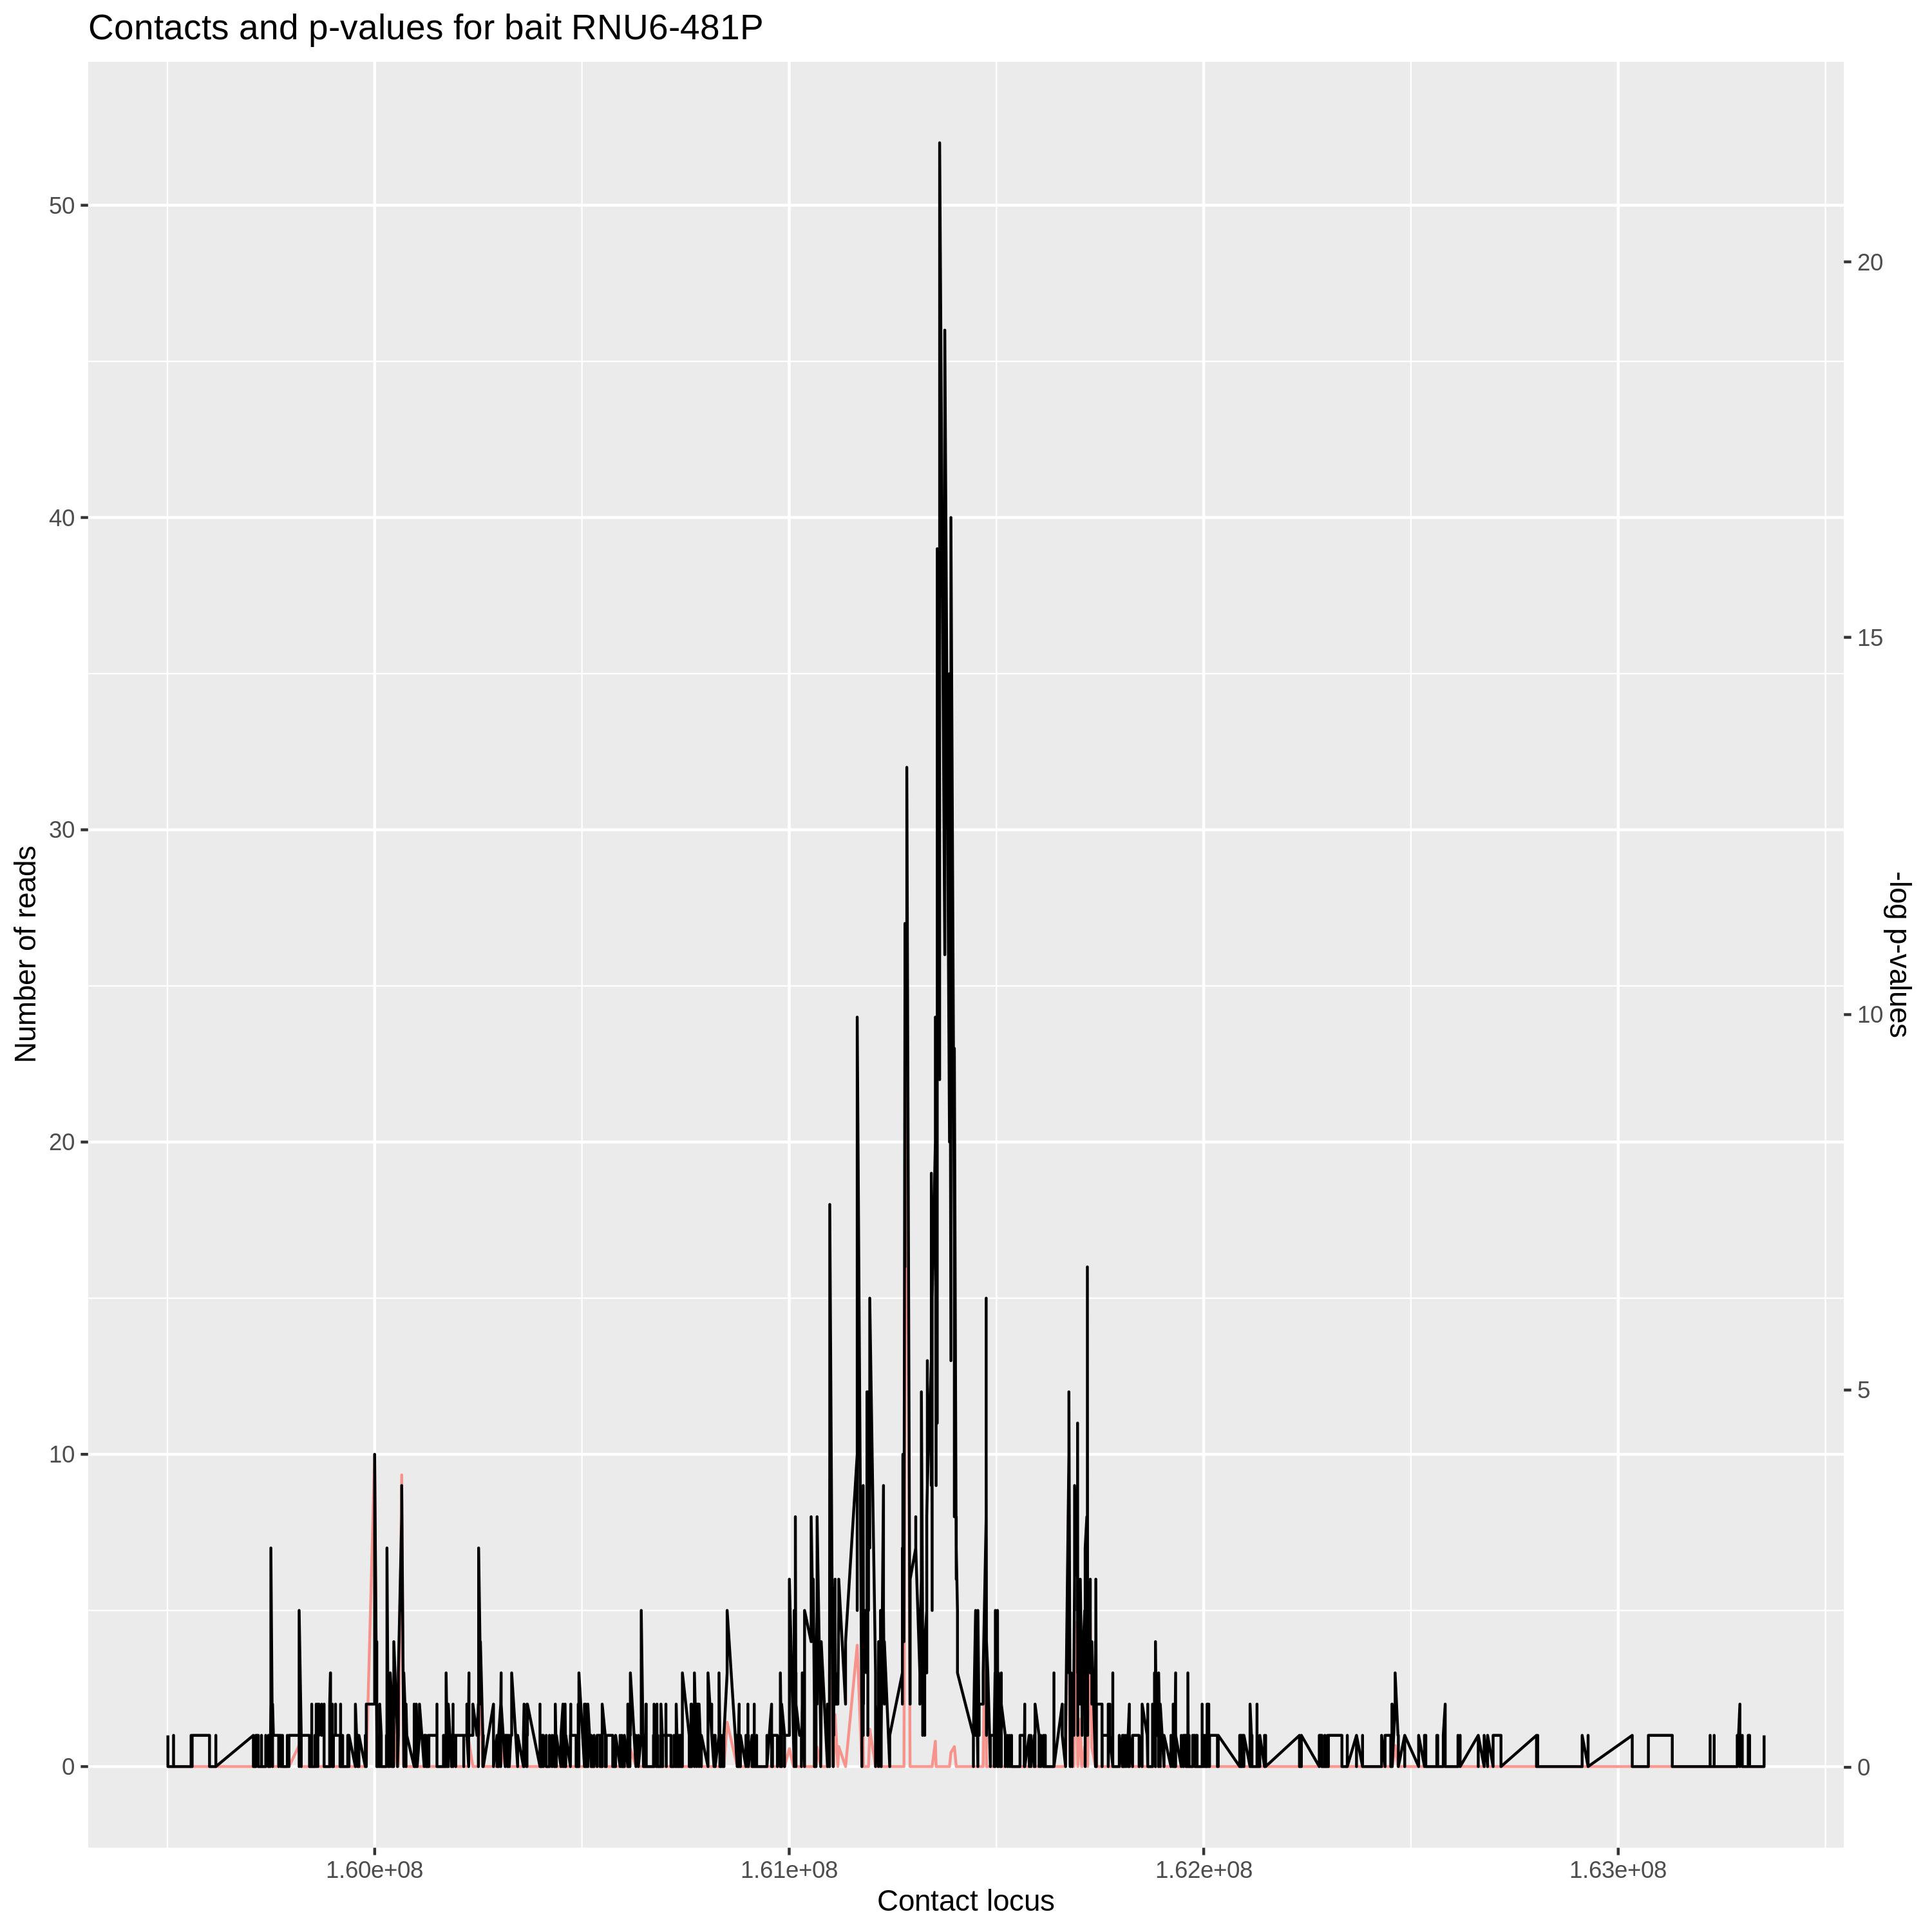 Contacts and p-values for bait RNU6-481P
Number of reads
50
40
30
20
10
0
20
15
10
5
0
-log p-values
1.60e+08
1.61e+08
1.62e+08
1.63e+08
Contact locus